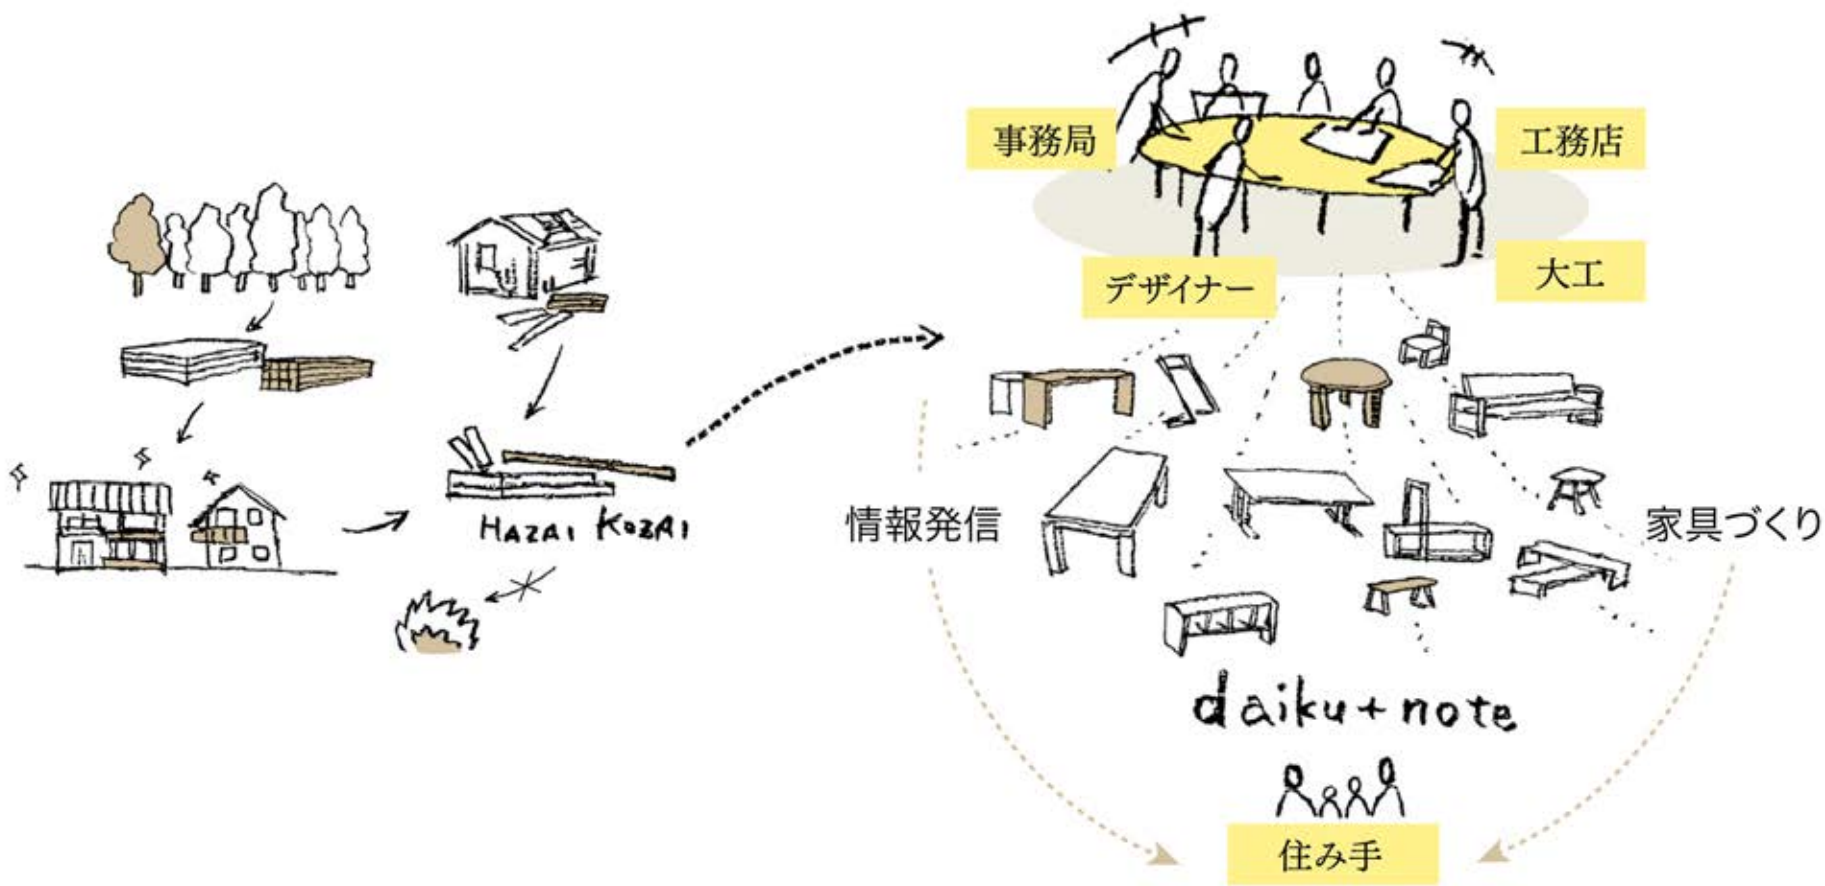 事務局
工務店
デザイナー
大工
HAZAI KOZAI
情報発信
家具づくり
daiku+note
住み手